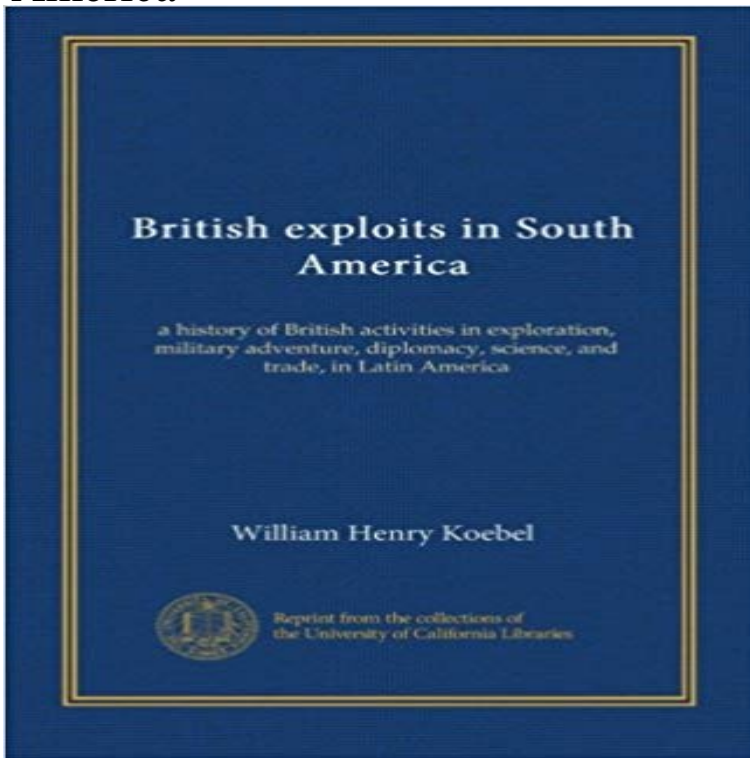 British exploits in South
America
a history of British activities in exploration,
military adventure, diplomacy, science, and
trade, in Latin America
William Henry Koebel
Reprint from the collections of
the University of California Libraries